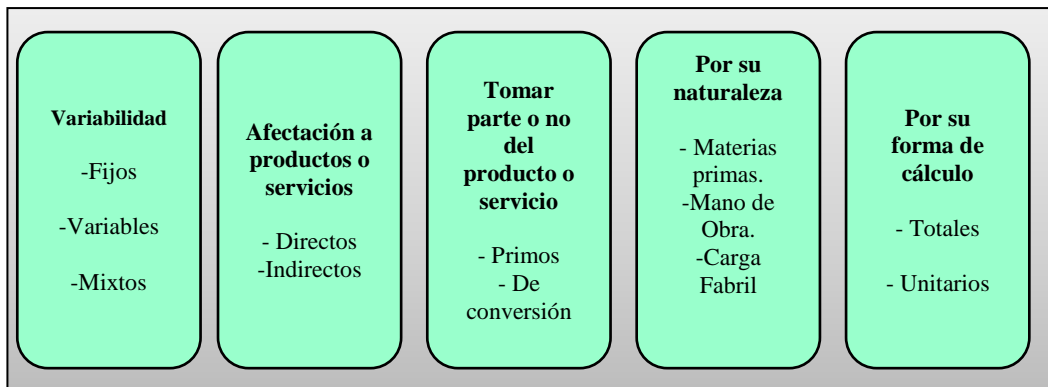 Variabilidad
-Fijos
-Variables
-Mixtos
Afectación a
productos o
servicios
- Directos
-Indirectos
Tomar
parte o no
del
producto o
servicio
- Primos
- De
conversión
Por su
naturaleza
- Materias
primas.
-Mano de
Obra.
-Carga
Fabril
Por su
forma de
cálculo
- Totales
- Unitarios